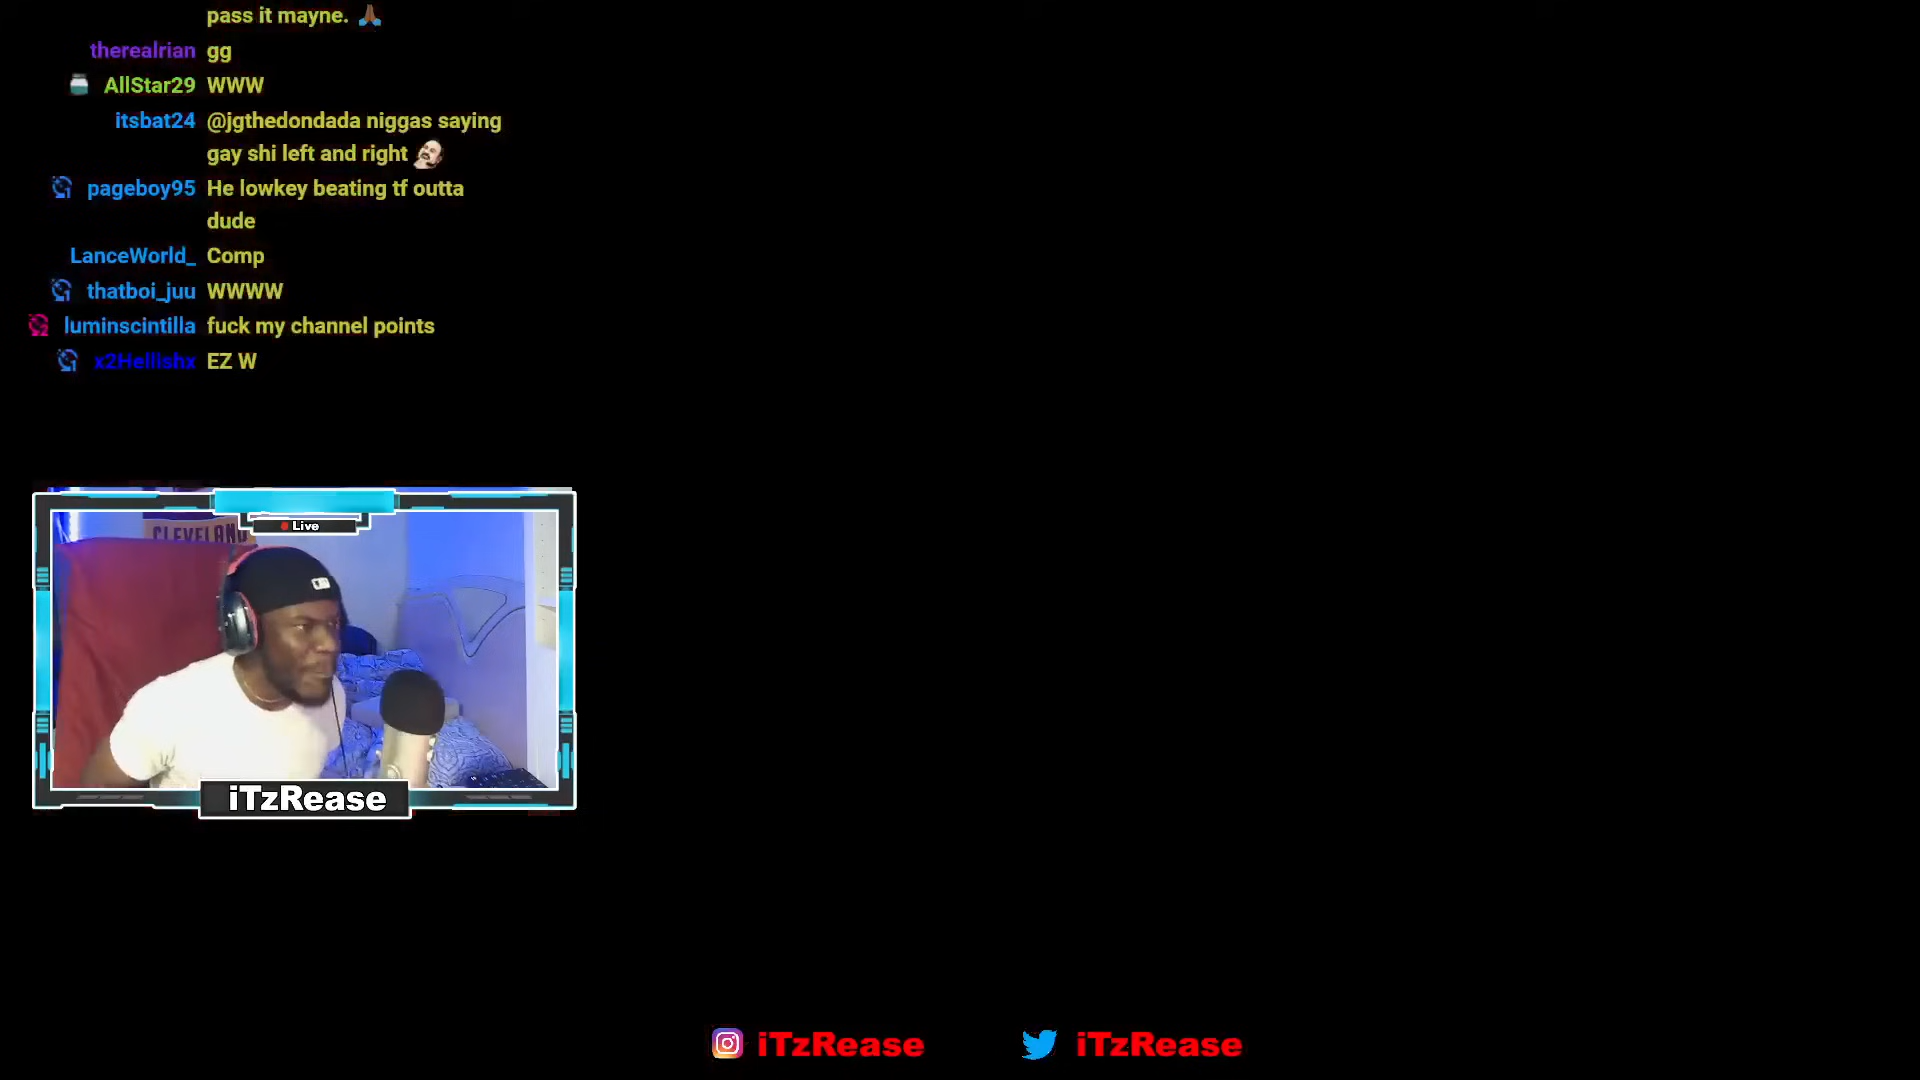 pass it mayne. 🙏🏾
therealrian gg
AllStar29 WWW
itsbat24 @jgthedondada niggas saying
gay shi left and right
pageboy95 He lowkey beating tf outta
dude
LanceWorld_ Comp
thatboi_juu WWWW
luminscintilla fuck my channel points
x2Hellishx EZ W
Live
CLEVELAND
iTzRease
iTzRease iTzRease